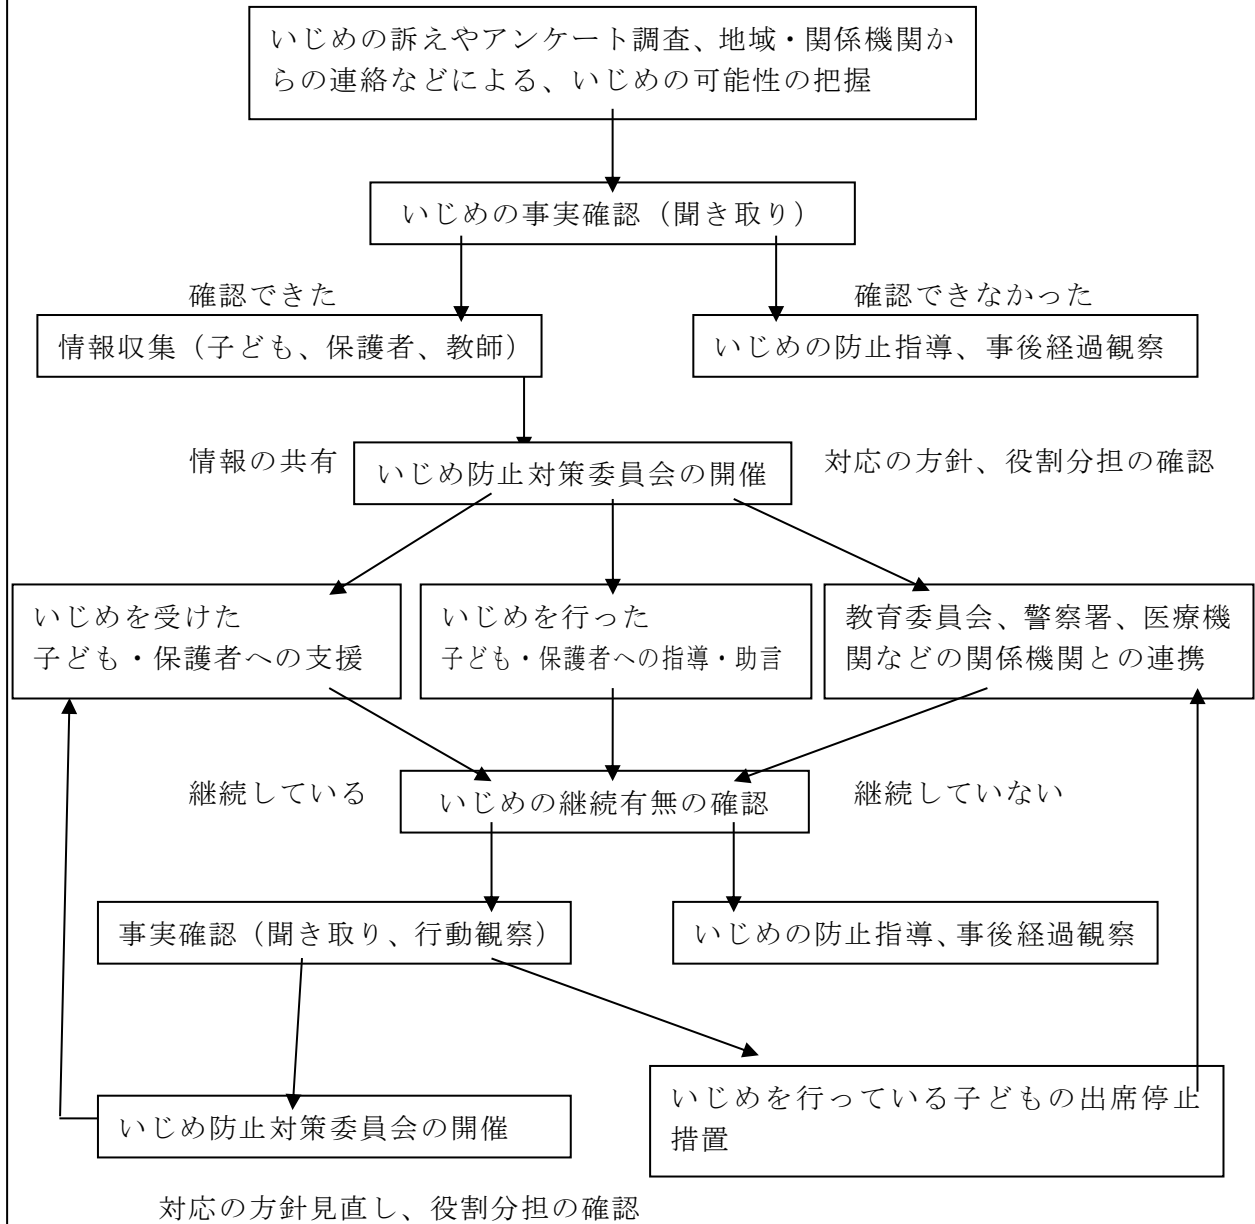 いじめの訴えやアンケート調査、地域・関係機関か
らの連絡などによる、いじめの可能性の把握
いじめの事実確認（聞き取り）
確認できた
確認できなかった
情報収集（子ども、保護者、教師）
いじめの防止指導、事後経過観察
情報の共有
いじめ防止対策委員会の開催
対応の方針、役割分担の確認
いじめを受けた
子ども・保護者への支援
いじめを行った
子ども・保護者への指導・助言
教育委員会、警察署、医療機
関などの関係機関との連携
継続している
いじめの継続有無の確認
継続していない
事実確認（聞き取り、行動観察）
いじめの防止指導、事後経過観察
いじめ防止対策委員会の開催
いじめを行っている子どもの出席停止
措置
対応の方針見直し、役割分担の確認